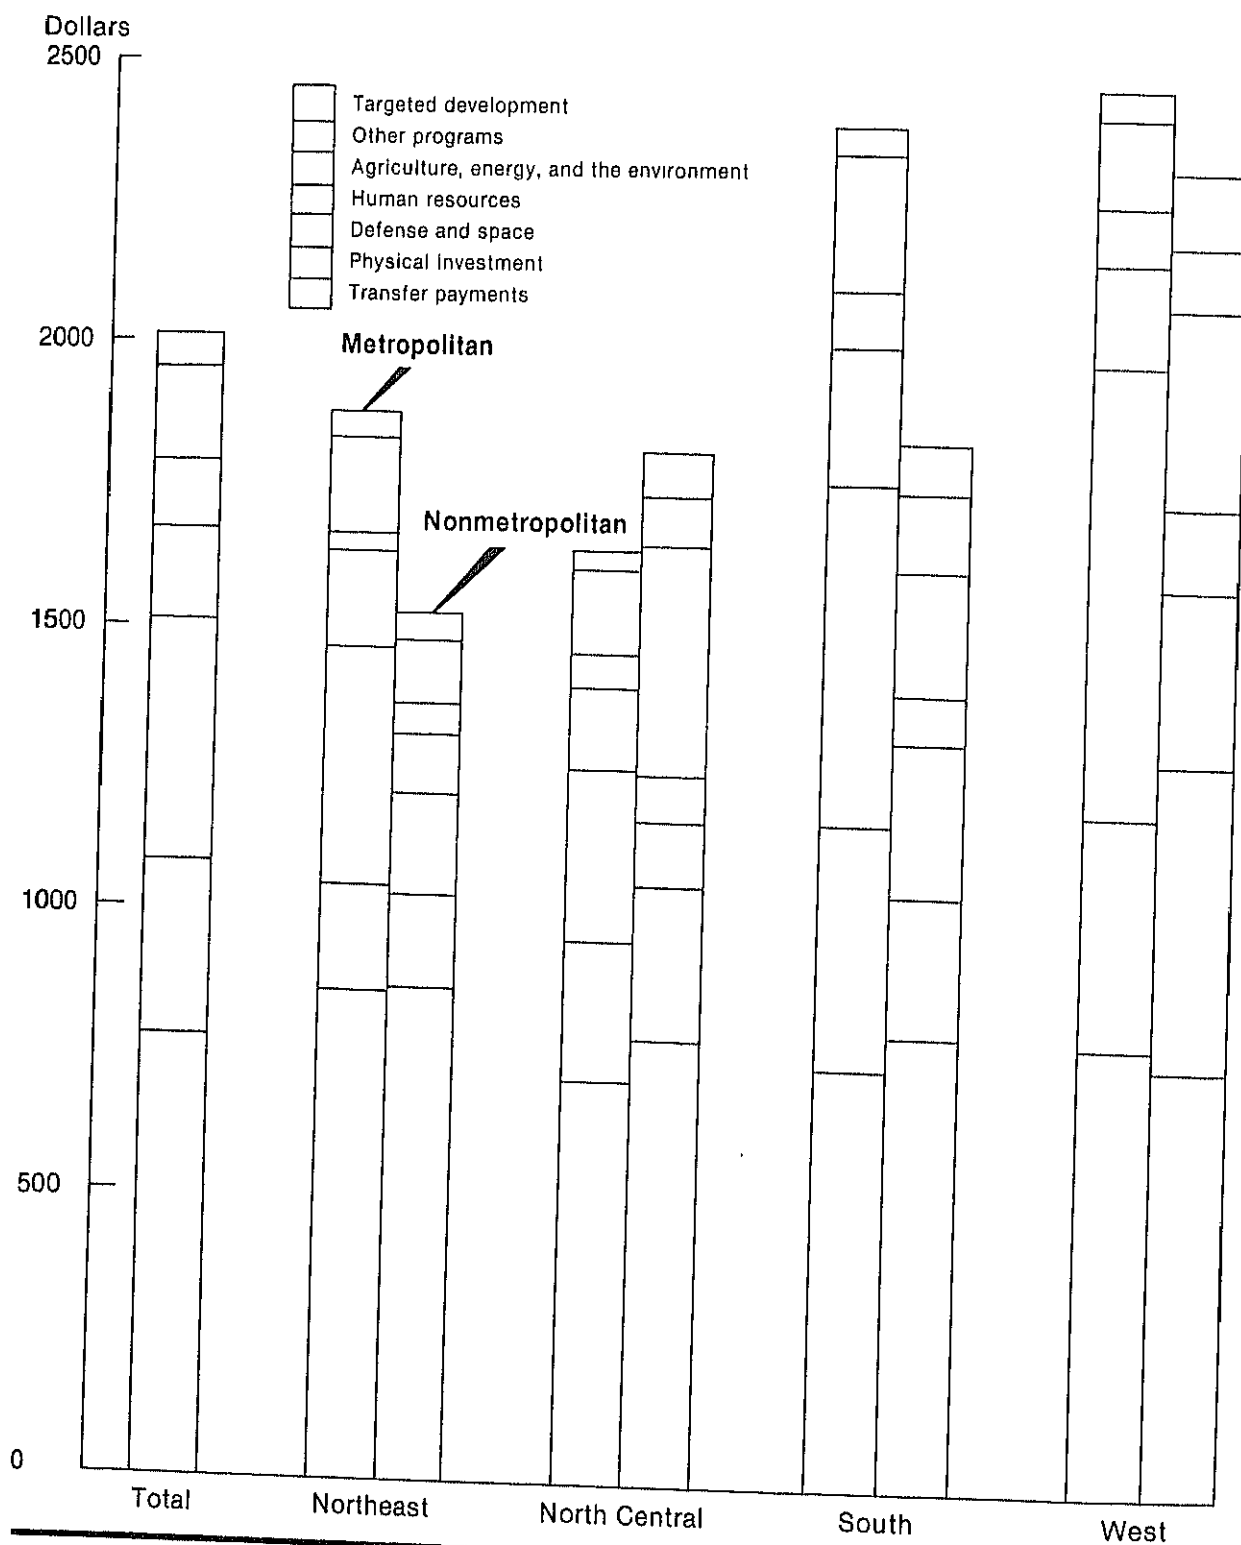 Dollars
2500
Targeted development
Other programs
Agriculture, energy, and the environment
Human resources
Defense and space
Physical investment
Transfer payments
2000
Metropolitan
Nonmetropolitan
1500
1000
500
0
Total
Northeast
North Central
South
West